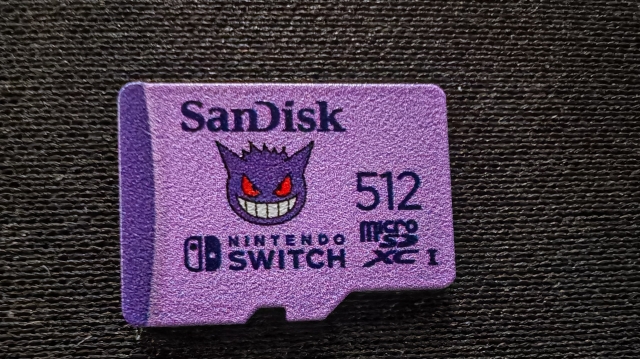 SanDisk
512
NINTENDO
SWITCH
micro
SD
XC I